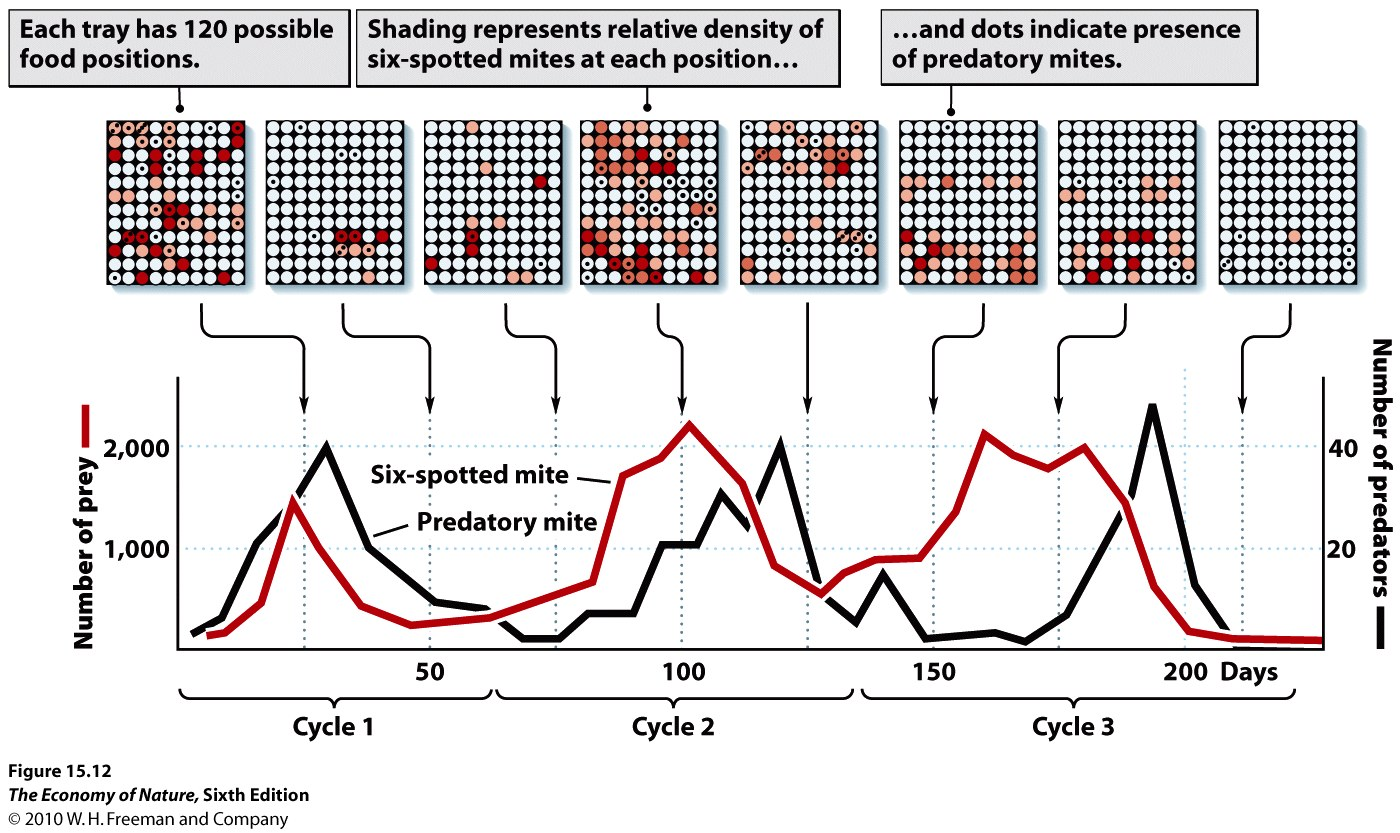 Each tray has 120 possible
food positions.
Shading represents relative density of
six-spotted mites at each position…
…and dots indicate presence
of predatory mites.
Number of prey
2,000
1,000
Six-spotted mite
Predatory mite
40
20
Number of predators
50
100
150
200
Days
Cycle 1
Cycle 2
Cycle 3
Figure 15.12
The Economy of Nature, Sixth Edition
© 2010 W. H. Freeman and Company